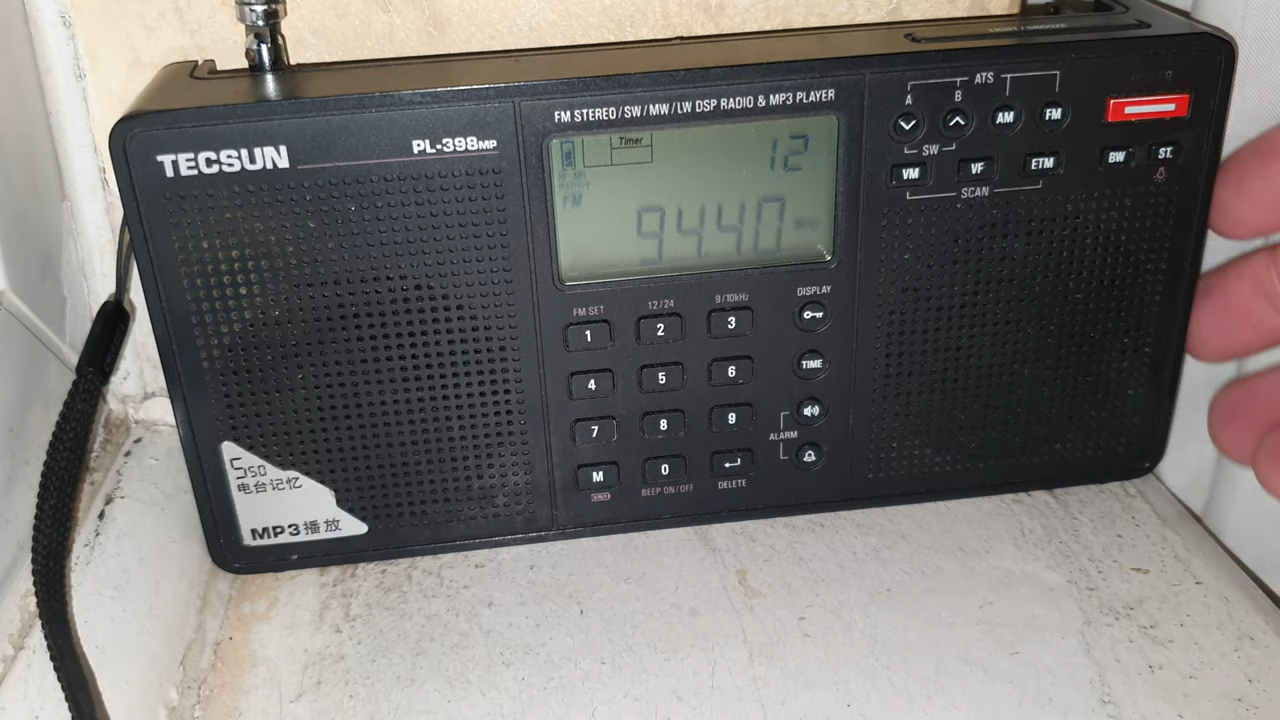 LIGHT / SNOOZE
POWER
TECSUN
PL-398MP
FM STEREO/SW/MW/LW DSP RADIO & MP3 PLAYER
Timer
12
FM
94.40
ATS
A
B
AM
FM
SW
VM
VF
ETM
BW
ST.
SCAN
FM SET
12/24
9/10kHz
DISPLAY
1
2
3
4
5
6
TIME
7
8
9
ALARM
M
0
BEEP ON/OFF
DELETE
550
电台记忆
MP3播放